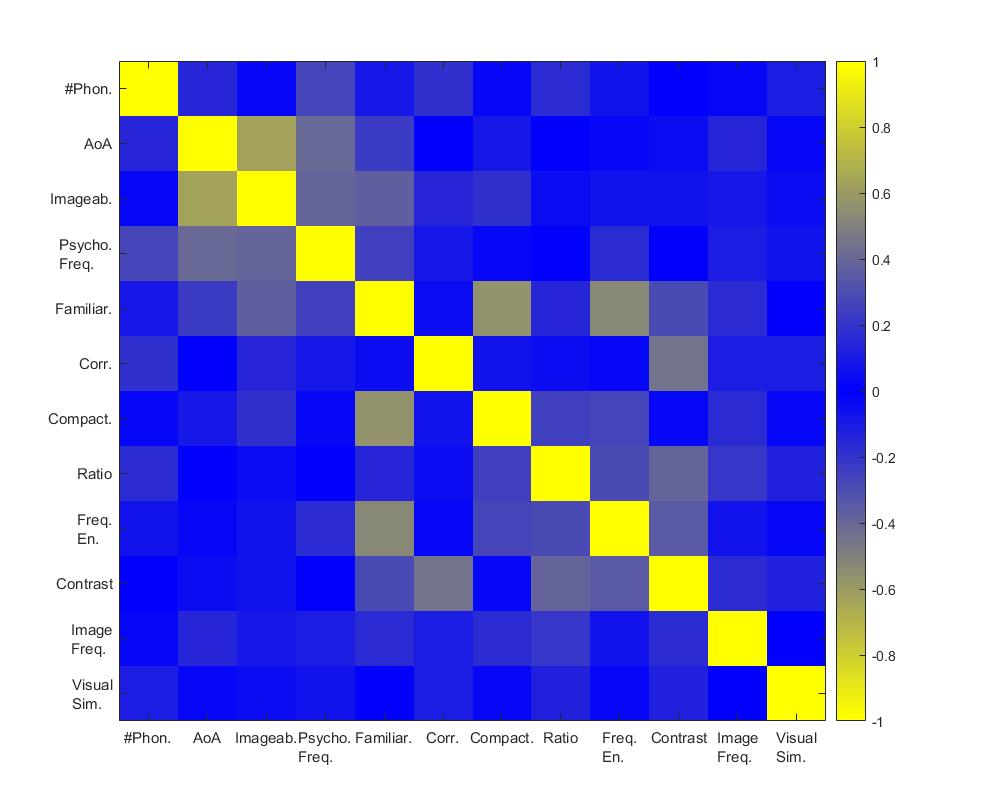 #Phon.
AoA
Imageab.
Psycho.
Freq.
Familiar.
Corr.
Compact.
Ratio
Freq.
En.
Contrast
Image
Freq.
Visual
Sim.
#Phon. AoA Imageab. Psycho. Familiar. Corr. Compact. Ratio Freq. Contrast Image Visual
Freq. En. Freq. Sim.
1
0.8
0.6
0.4
0.2
0
-0.2
-0.4
-0.6
-0.8
-1